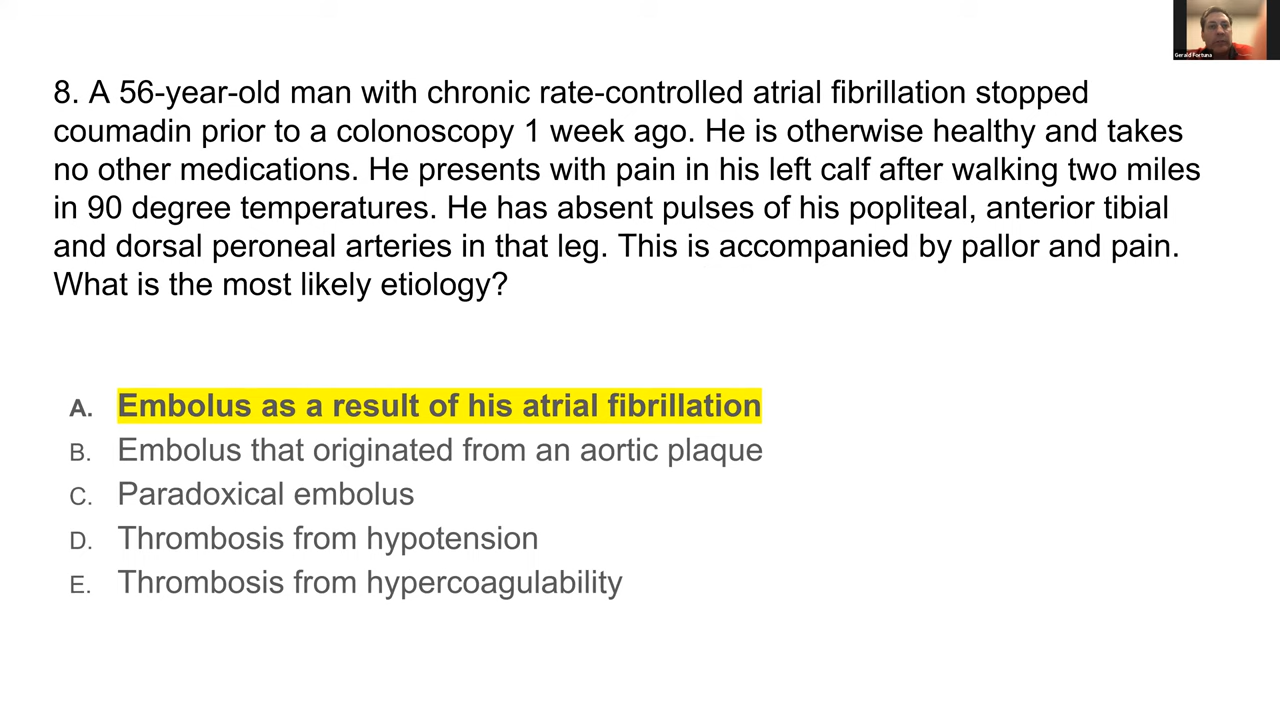 Gerald Fortuna
8. A 56-year-old man with chronic rate-controlled atrial fibrillation stopped
coumadin prior to a colonoscopy 1 week ago. He is otherwise healthy and takes
no other medications. He presents with pain in his left calf after walking two miles
in 90 degree temperatures. He has absent pulses of his popliteal, anterior tibial
and dorsal peroneal arteries in that leg. This is accompanied by pallor and pain.
What is the most likely etiology?
A. Embolus as a result of his atrial fibrillation
B. Embolus that originated from an aortic plaque
C. Paradoxical embolus
D. Thrombosis from hypotension
E. Thrombosis from hypercoagulability